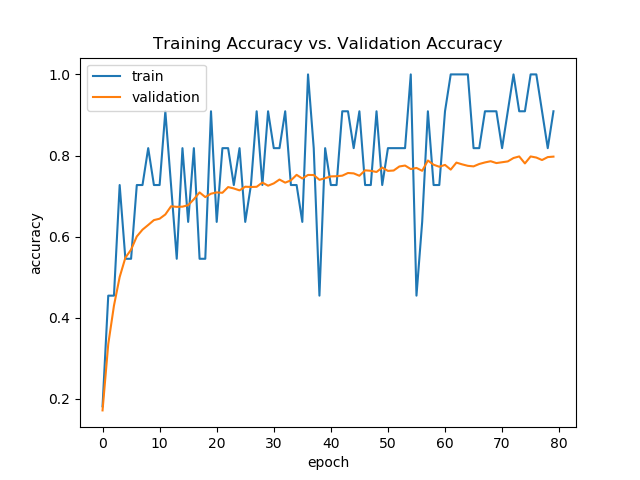 Training Accuracy vs. Validation Accuracy
train
validation
1.0
0.8
0.6
0.4
0.2
accuracy
0 10 20 30 40 50 60 70 80
epoch